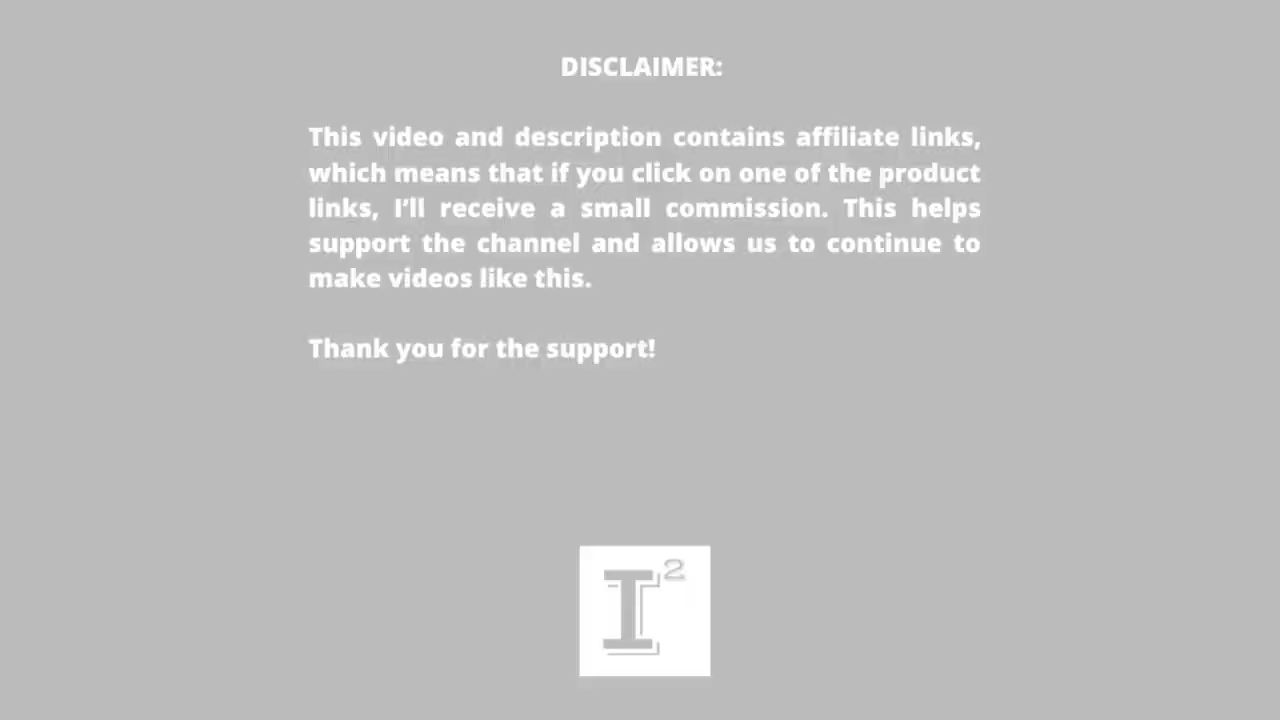 DISCLAIMER:
This video and description contains affiliate links,
which means that if you click on one of the product
links, I'll receive a small commission. This helps
support the channel and allows us to continue to
make videos like this.
Thank you for the support!
I²